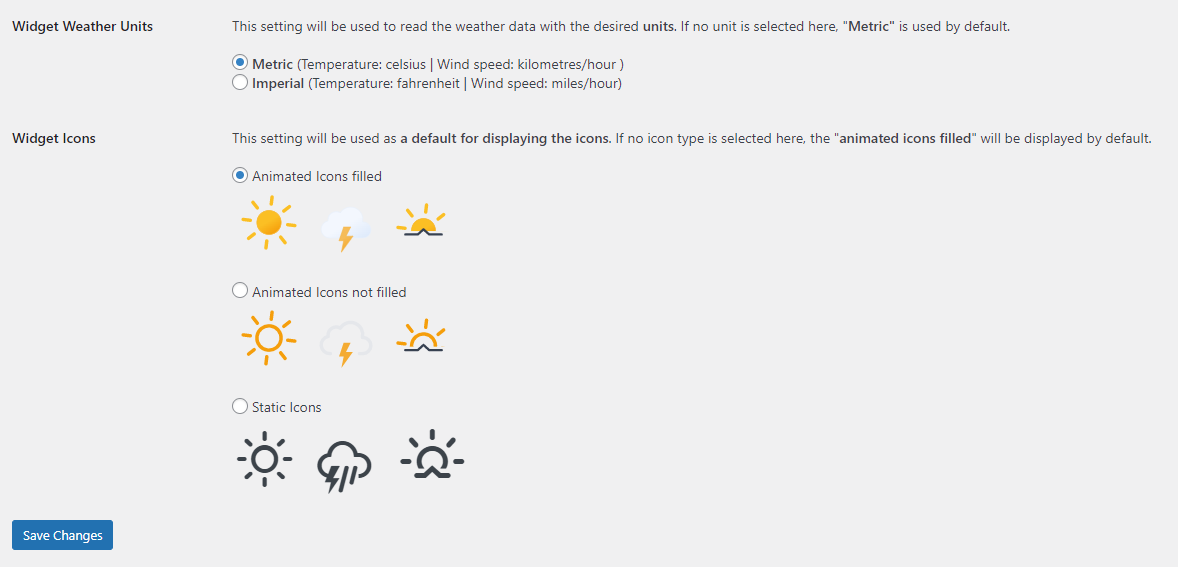 Widget Weather Units
This setting will be used to read the weather data with the desired units. If no unit is selected here, "Metric" is used by default.
Metric (Temperature: celsius | Wind speed: kilometres/hour )
Imperial (Temperature: fahrenheit | Wind speed: miles/hour)
Widget Icons
This setting will be used as a default for displaying the icons. If no icon type is selected here, the "animated icons filled" will be displayed by default.
Animated Icons filled
Animated Icons not filled
Static Icons
Save Changes